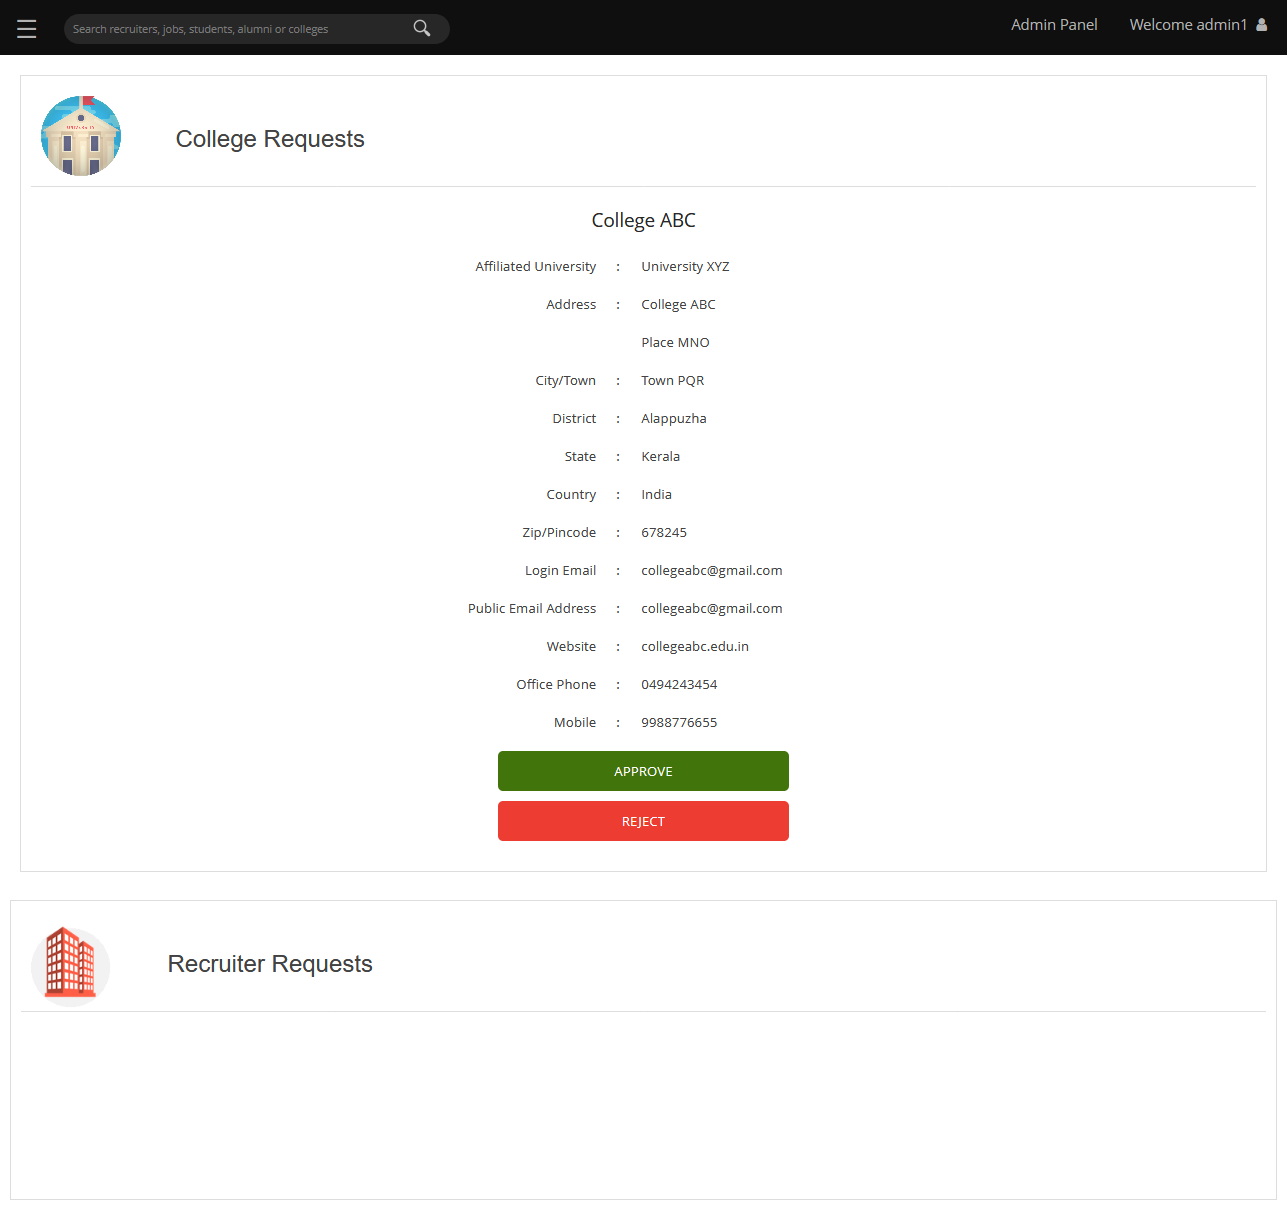 Search recruiters, jobs, students, alumni or colleges
Admin Panel
Welcome admin1
UNIVERSITY
College Requests
College ABC
Affiliated University : University XYZ
Address : College ABC
Place MNO
City/Town : Town PQR
District : Alappuzha
State : Kerala
Country : India
Zip/Pincode : 678245
Login Email : collegeabc@gmail.com
Public Email Address : collegeabc@gmail.com
Website : collegeabc.edu.in
Office Phone : 0494243454
Mobile : 9988776655
APPROVE
REJECT
Recruiter Requests